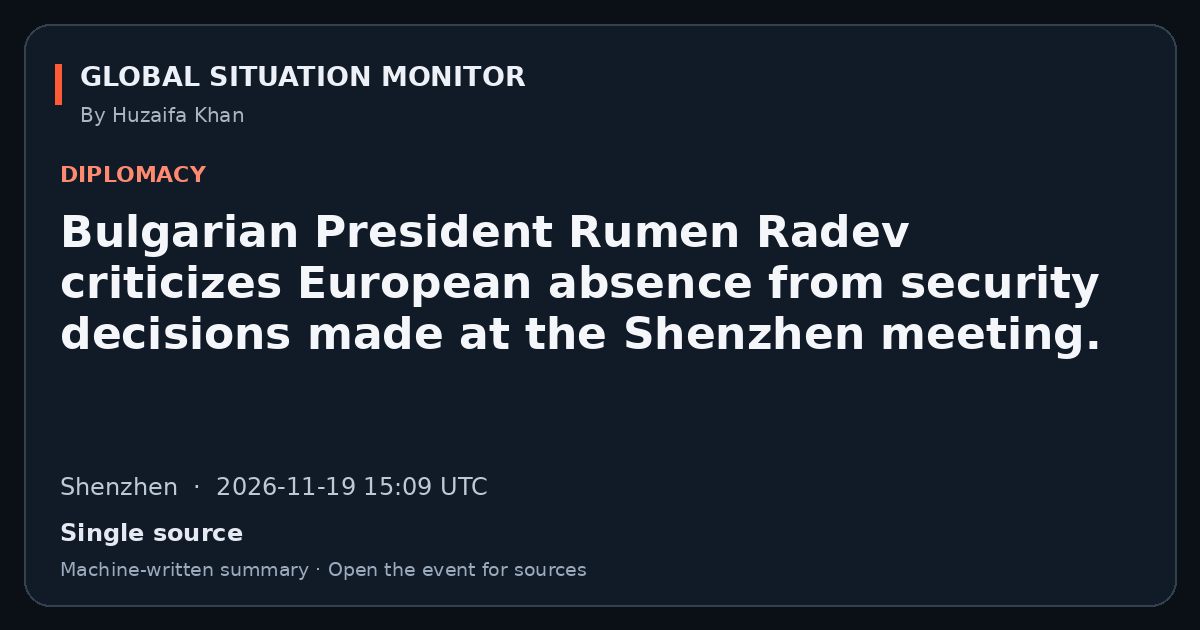 GLOBAL SITUATION MONITOR
By Huzaifa Khan
DIPLOMACY
Bulgarian President Rumen Radev
criticizes European absence from security
decisions made at the Shenzhen meeting.
Shenzhen · 2026-11-19 15:09 UTC
Single source
Machine-written summary · Open the event for sources